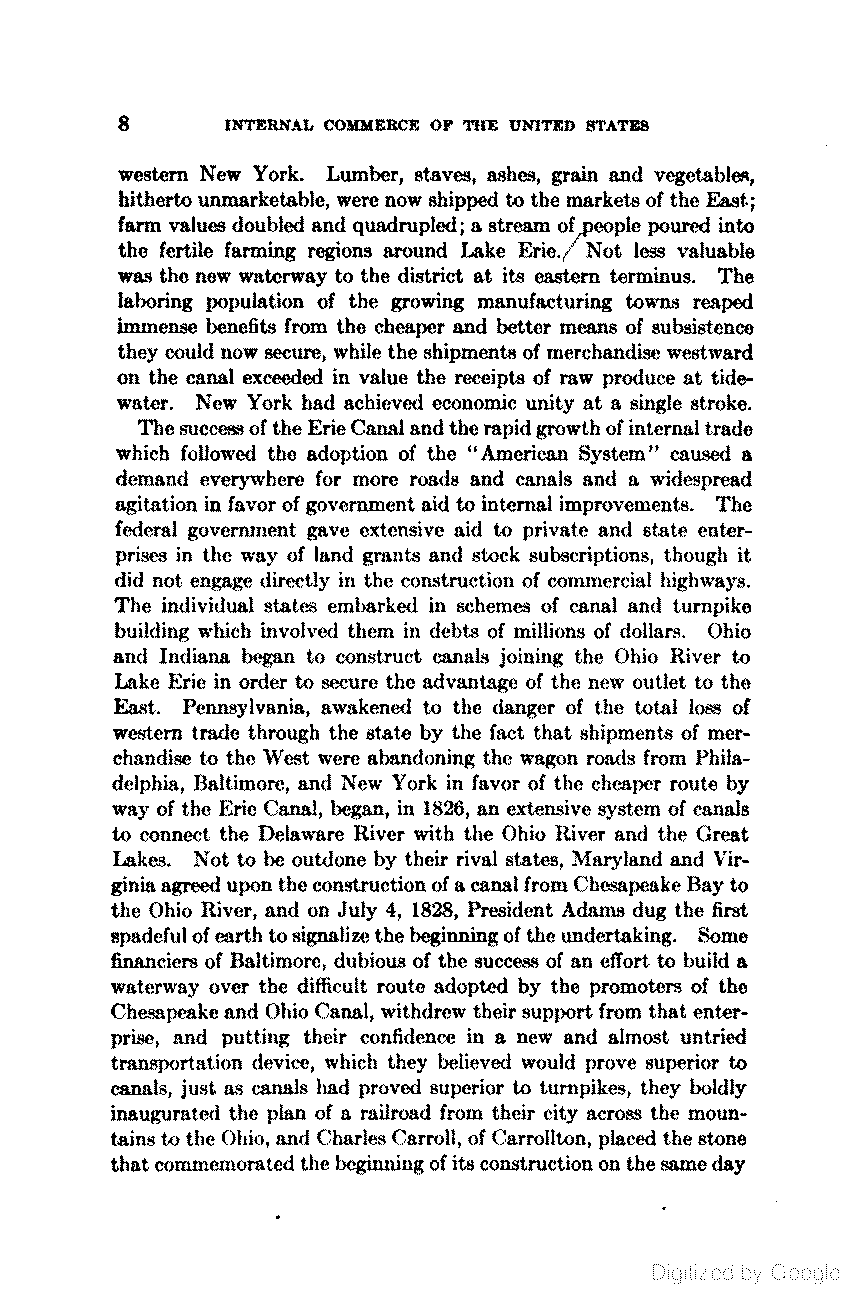 8 INTERNAL COMMERCE OF THE UNITED STATES
western New York. Lumber, staves, ashes, grain and vegetables,
hitherto unmarketable, were now shipped to the markets of the East;
farm values doubled and quadrupled; a stream of people poured into
the fertile farming regions around Lake Erie. Not less valuable
was the new waterway to the district at its eastern terminus. The
laboring population of the growing manufacturing towns reaped
immense benefits from the cheaper and better means of subsistence
they could now secure, while the shipments of merchandise westward
on the canal exceeded in value the receipts of raw produce at tide-
water. New York had achieved economic unity at a single stroke.
The success of the Erie Canal and the rapid growth of internal trade
which followed the adoption of the "American System" caused a
demand everywhere for more roads and canals and a widespread
agitation in favor of government aid to internal improvements. The
federal government gave extensive aid to private and state enter-
prises in the way of land grants and stock subscriptions, though it
did not engage directly in the construction of commercial highways.
The individual states embarked in schemes of canal and turnpike
building which involved them in debts of millions of dollars. Ohio
and Indiana began to construct canals joining the Ohio River to
Lake Erie in order to secure the advantage of the new outlet to the
East. Pennsylvania, awakened to the danger of the total loss of
western trade through the state by the fact that shipments of mer-
chandise to the West were abandoning the wagon roads from Phila-
delphia, Baltimore, and New York in favor of the cheaper route by
way of the Erie Canal, began, in 1826, an extensive system of canals
to connect the Delaware River with the Ohio River and the Great
Lakes. Not to be outdone by their rival states, Maryland and Vir-
ginia agreed upon the construction of a canal from Chesapeake Bay to
the Ohio River, and on July 4, 1828, President Adams dug the first
spadeful of earth to signalize the beginning of the undertaking. Some
financiers of Baltimore, dubious of the success of an effort to build a
waterway over the difficult route adopted by the promoters of the
Chesapeake and Ohio Canal, withdrew their support from that enter-
prise, and putting their confidence in a new and almost untried
transportation device, which they believed would prove superior to
canals, just as canals had proved superior to turnpikes, they boldly
inaugurated the plan of a railroad from their city across the moun-
tains to the Ohio, and Charles Carroll, of Carrollton, placed the stone
that commemorated the beginning of its construction on the same day
Digitized by Google